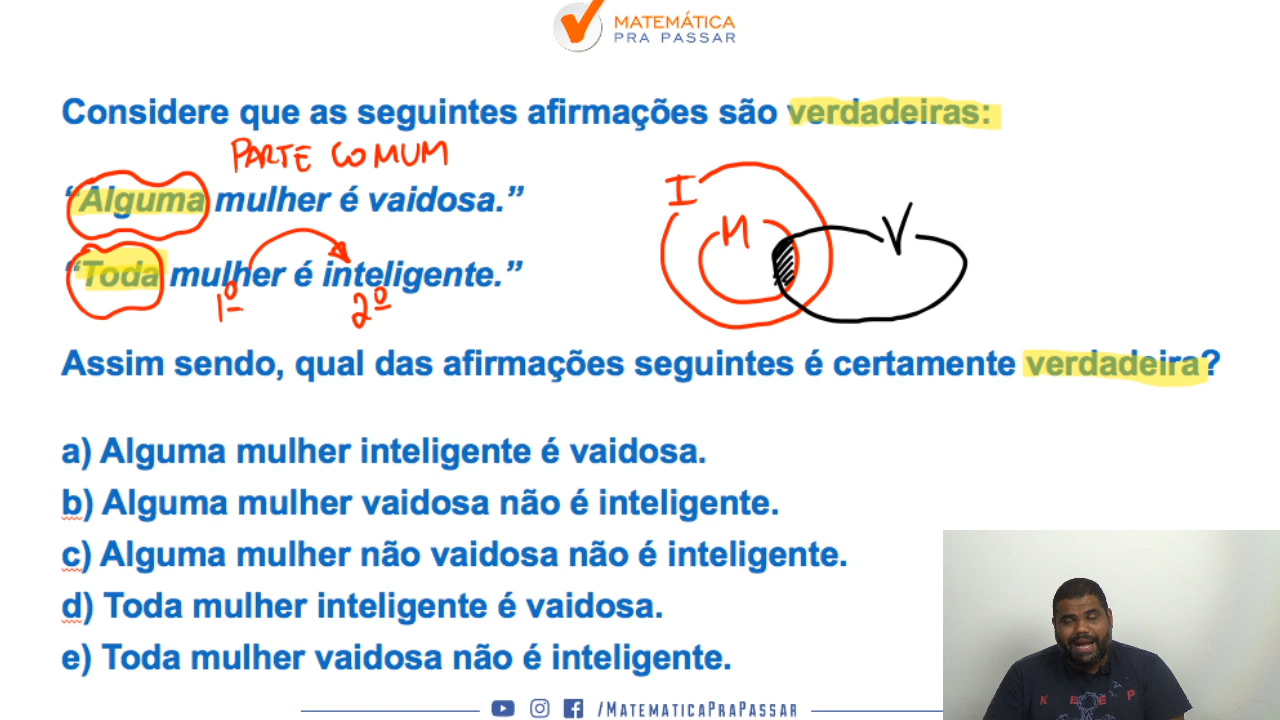 MATEMÁTICA
PRA PASSAR
Considere que as seguintes afirmações são verdadeiras:
PARTE COMUM
“Alguma mulher é vaidosa.”
“Toda mulher é inteligente.”
1º 2º
I
M
V
Assim sendo, qual das afirmações seguintes é certamente verdadeira?
a) Alguma mulher inteligente é vaidosa.
b) Alguma mulher vaidosa não é inteligente.
c) Alguma mulher não vaidosa não é inteligente.
d) Toda mulher inteligente é vaidosa.
e) Toda mulher vaidosa não é inteligente.
K E E P
/MATEMATICAPRAPASSAR